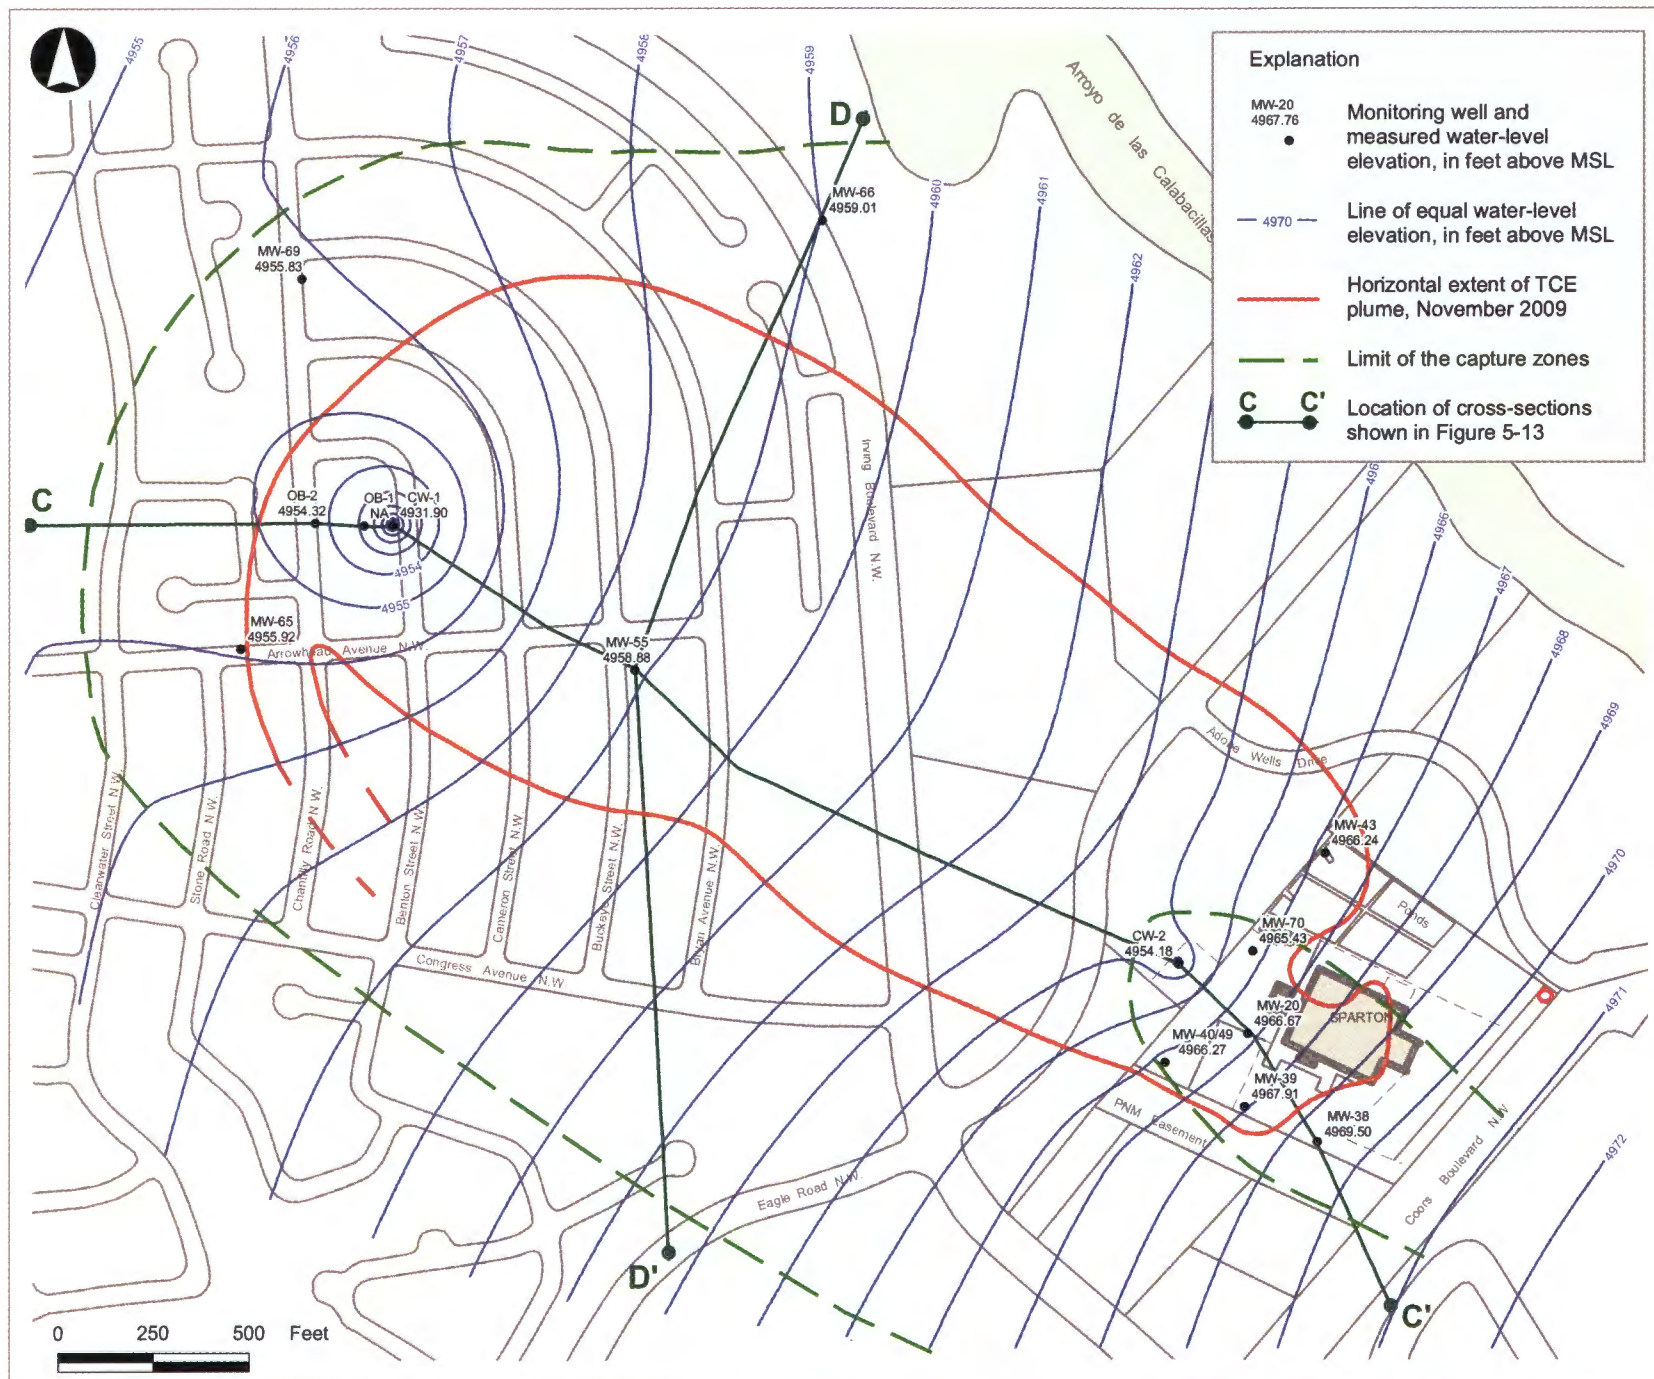 4955
4956
4957
4958
4959
Explanation
MW-20
4967.76
Monitoring well and
measured water-level
elevation, in feet above MSL
4970
Line of equal water-level
elevation, in feet above MSL
Horizontal extent of TCE
plume, November 2009
Limit of the capture zones
C C'
Location of cross-sections
shown in Figure 5-13
D
Arroyo de las Calabacillas
MW-66
4959.01
4960
4961
4962
MW-69
4955.83
C
OB-2
4954.32
OB-1
NA
CW-1
4931.90
4954
4955
Irving Boulevard N.W.
4966
4967
4968
4969
4970
4971
4972
MW-65
4955.92
Arrowhead Avenue N.W.
MW-55
4958.88
Adobe Wells Drive
Clearwater Street N.W.
Stone Road N.W.
Chantilly Road N.W.
Benton Street N.W.
Cameron Street N.W.
Buckeye Street N.W.
Bryan Avenue N.W.
Congress Avenue N.W
MW-43
4966.24
Ponds
CW-2
4954.18
MW-70
4965.43
MW-20
4966.67
SPARTON
MW-40/49
4966.27
MW-39
4967.91
MW-38
4969.50
PNM Easement
Coors Boulevard N.W
Eagle Road N.W.
D'
C'
0 250 500 Feet